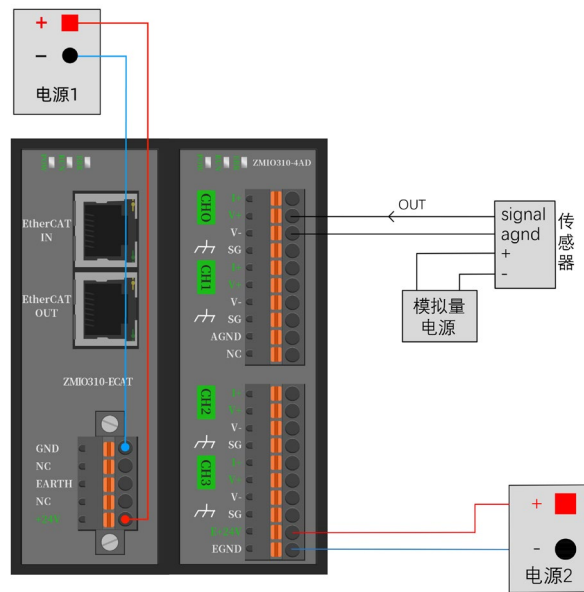 +
-
电源1
ZMIO310-4AD
EtherCAT
IN
EtherCAT
OUT
ZMIO310-ECAT
GND
NC
EARTH
NC
+24V
CH0
I+
V+
V-
SG
CH1
I+
V+
V-
SG
AGND
NC
CH2
I+
V+
V-
SG
CH3
I+
V+
V-
SG
E+24V
EGND
OUT
signal
agnd
+
-
传感器
模拟量
电源
+
-
电源2